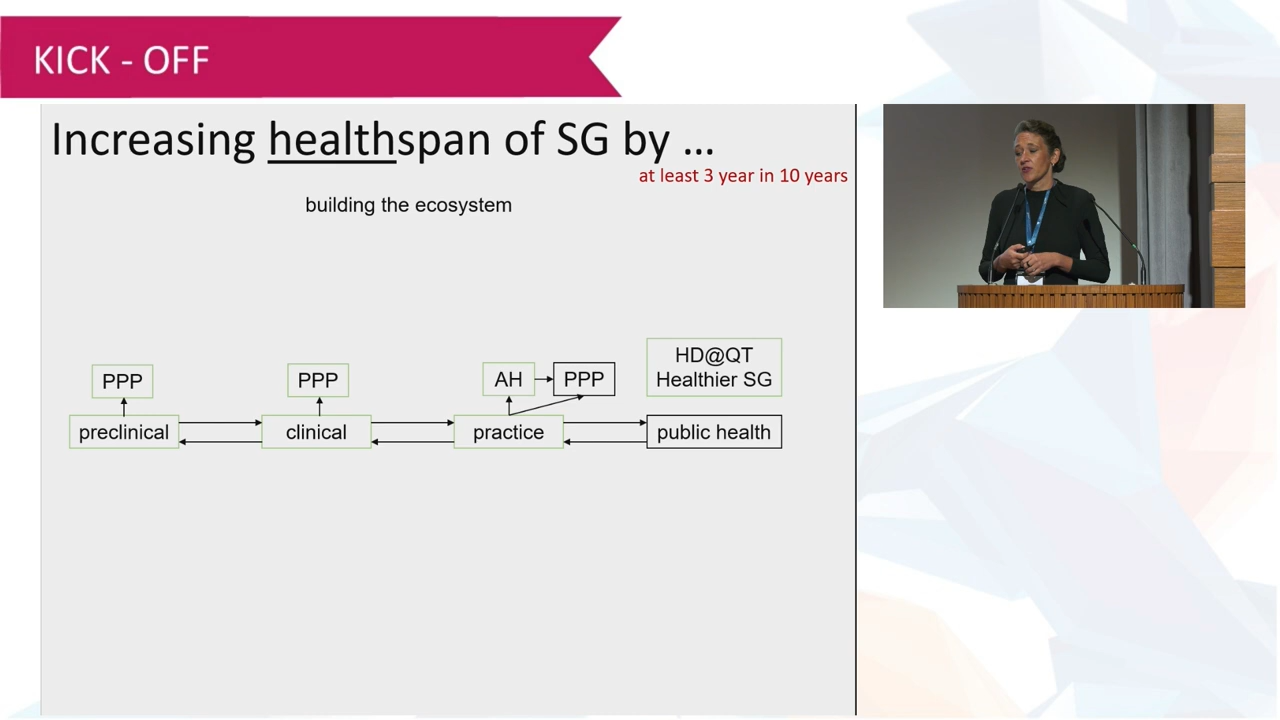 KICK - OFF
Increasing healthspan of SG by ...
at least 3 year in 10 years
building the ecosystem
PPP
PPP
AH
PPP
HD@QT
Healthier SG
preclinical
clinical
practice
public health